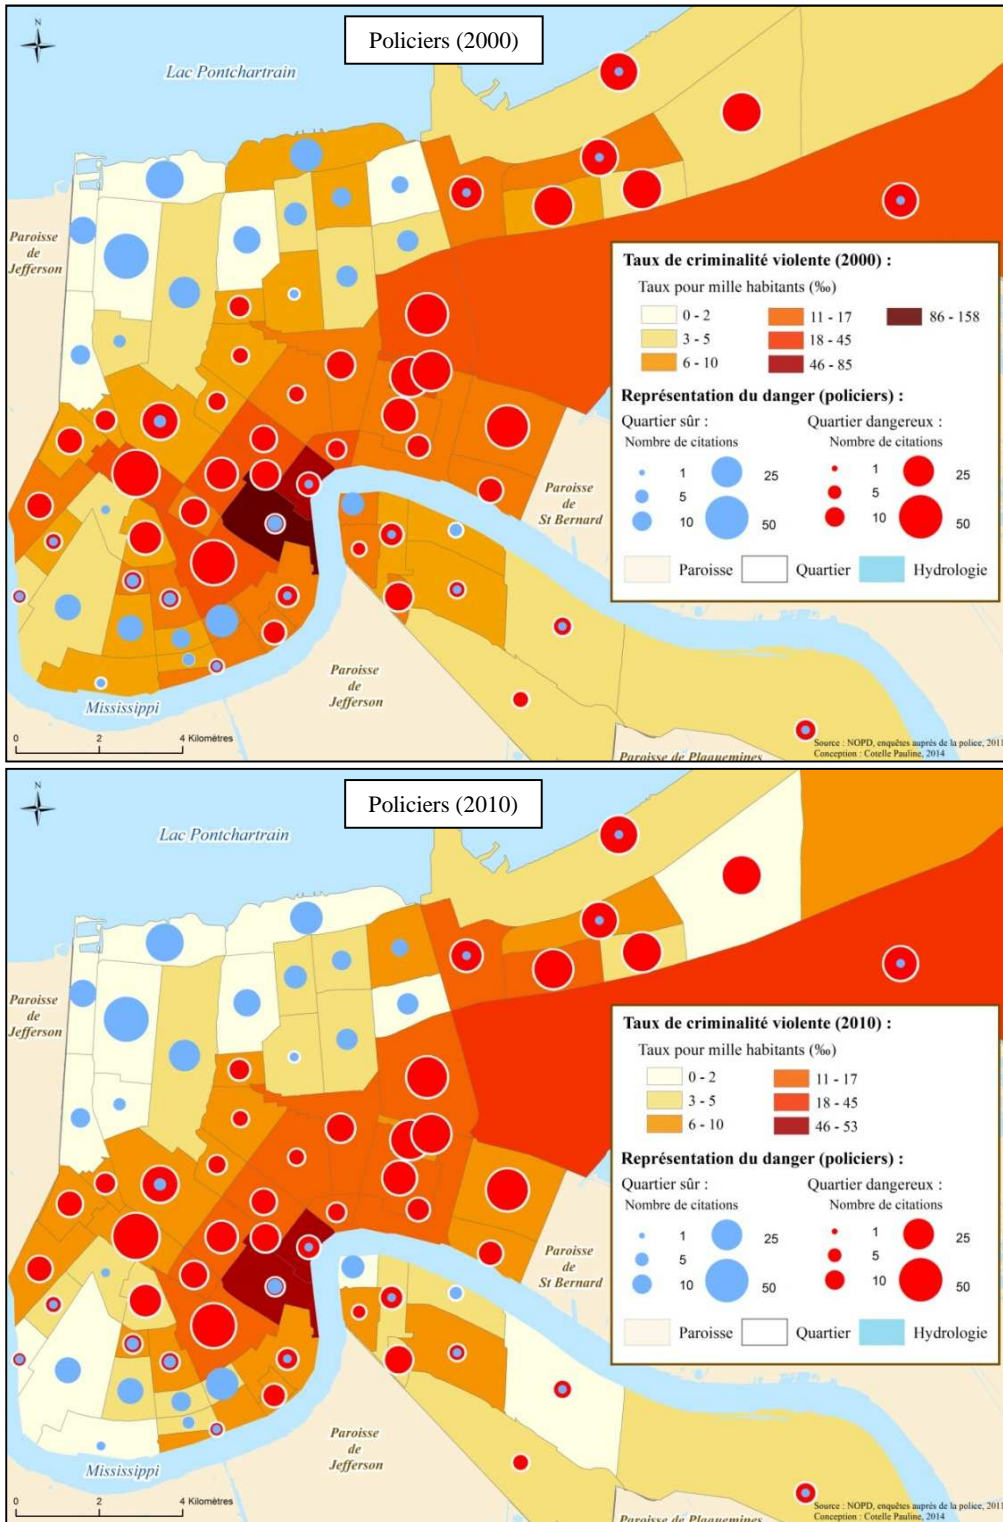 N
Policiers (2000)
Lac Pontchartrain
Paroisse
de
Jefferson
Taux de criminalité violente (2000) :
Taux pour mille habitants (‰)
0 - 2
11 - 17
86 - 158
3 - 5
18 - 45
6 - 10
46 - 85
Représentation du danger (policiers) :
Quartier sûr :
Quartier dangereux :
Nombre de citations
Nombre de citations
1
25
1
25
5
5
10
50
10
50
Paroisse
Quartier
Hydrologie
Paroisse
de
St Bernard
Paroisse
de
Jefferson
Mississippi
0
2
4 Kilomètres
Paroisse de Plaquemines
Source : NOPD, enquêtes auprès de la police, 2011
Conception : Cotelle Pauline, 2014
N
Policiers (2010)
Lac Pontchartrain
Paroisse
de
Jefferson
Taux de criminalité violente (2010) :
Taux pour mille habitants (‰)
0 - 2
11 - 17
3 - 5
18 - 45
6 - 10
46 - 53
Représentation du danger (policiers) :
Quartier sûr :
Quartier dangereux :
Nombre de citations
Nombre de citations
1
25
1
25
5
5
10
50
10
50
Paroisse
Quartier
Hydrologie
Paroisse
de
St Bernard
Paroisse
de
Jefferson
Mississippi
0
2
4 Kilomètres
Paroisse de Plaquemines
Source : NOPD, enquêtes auprès de la police, 2011
Conception : Cotelle Pauline, 2014